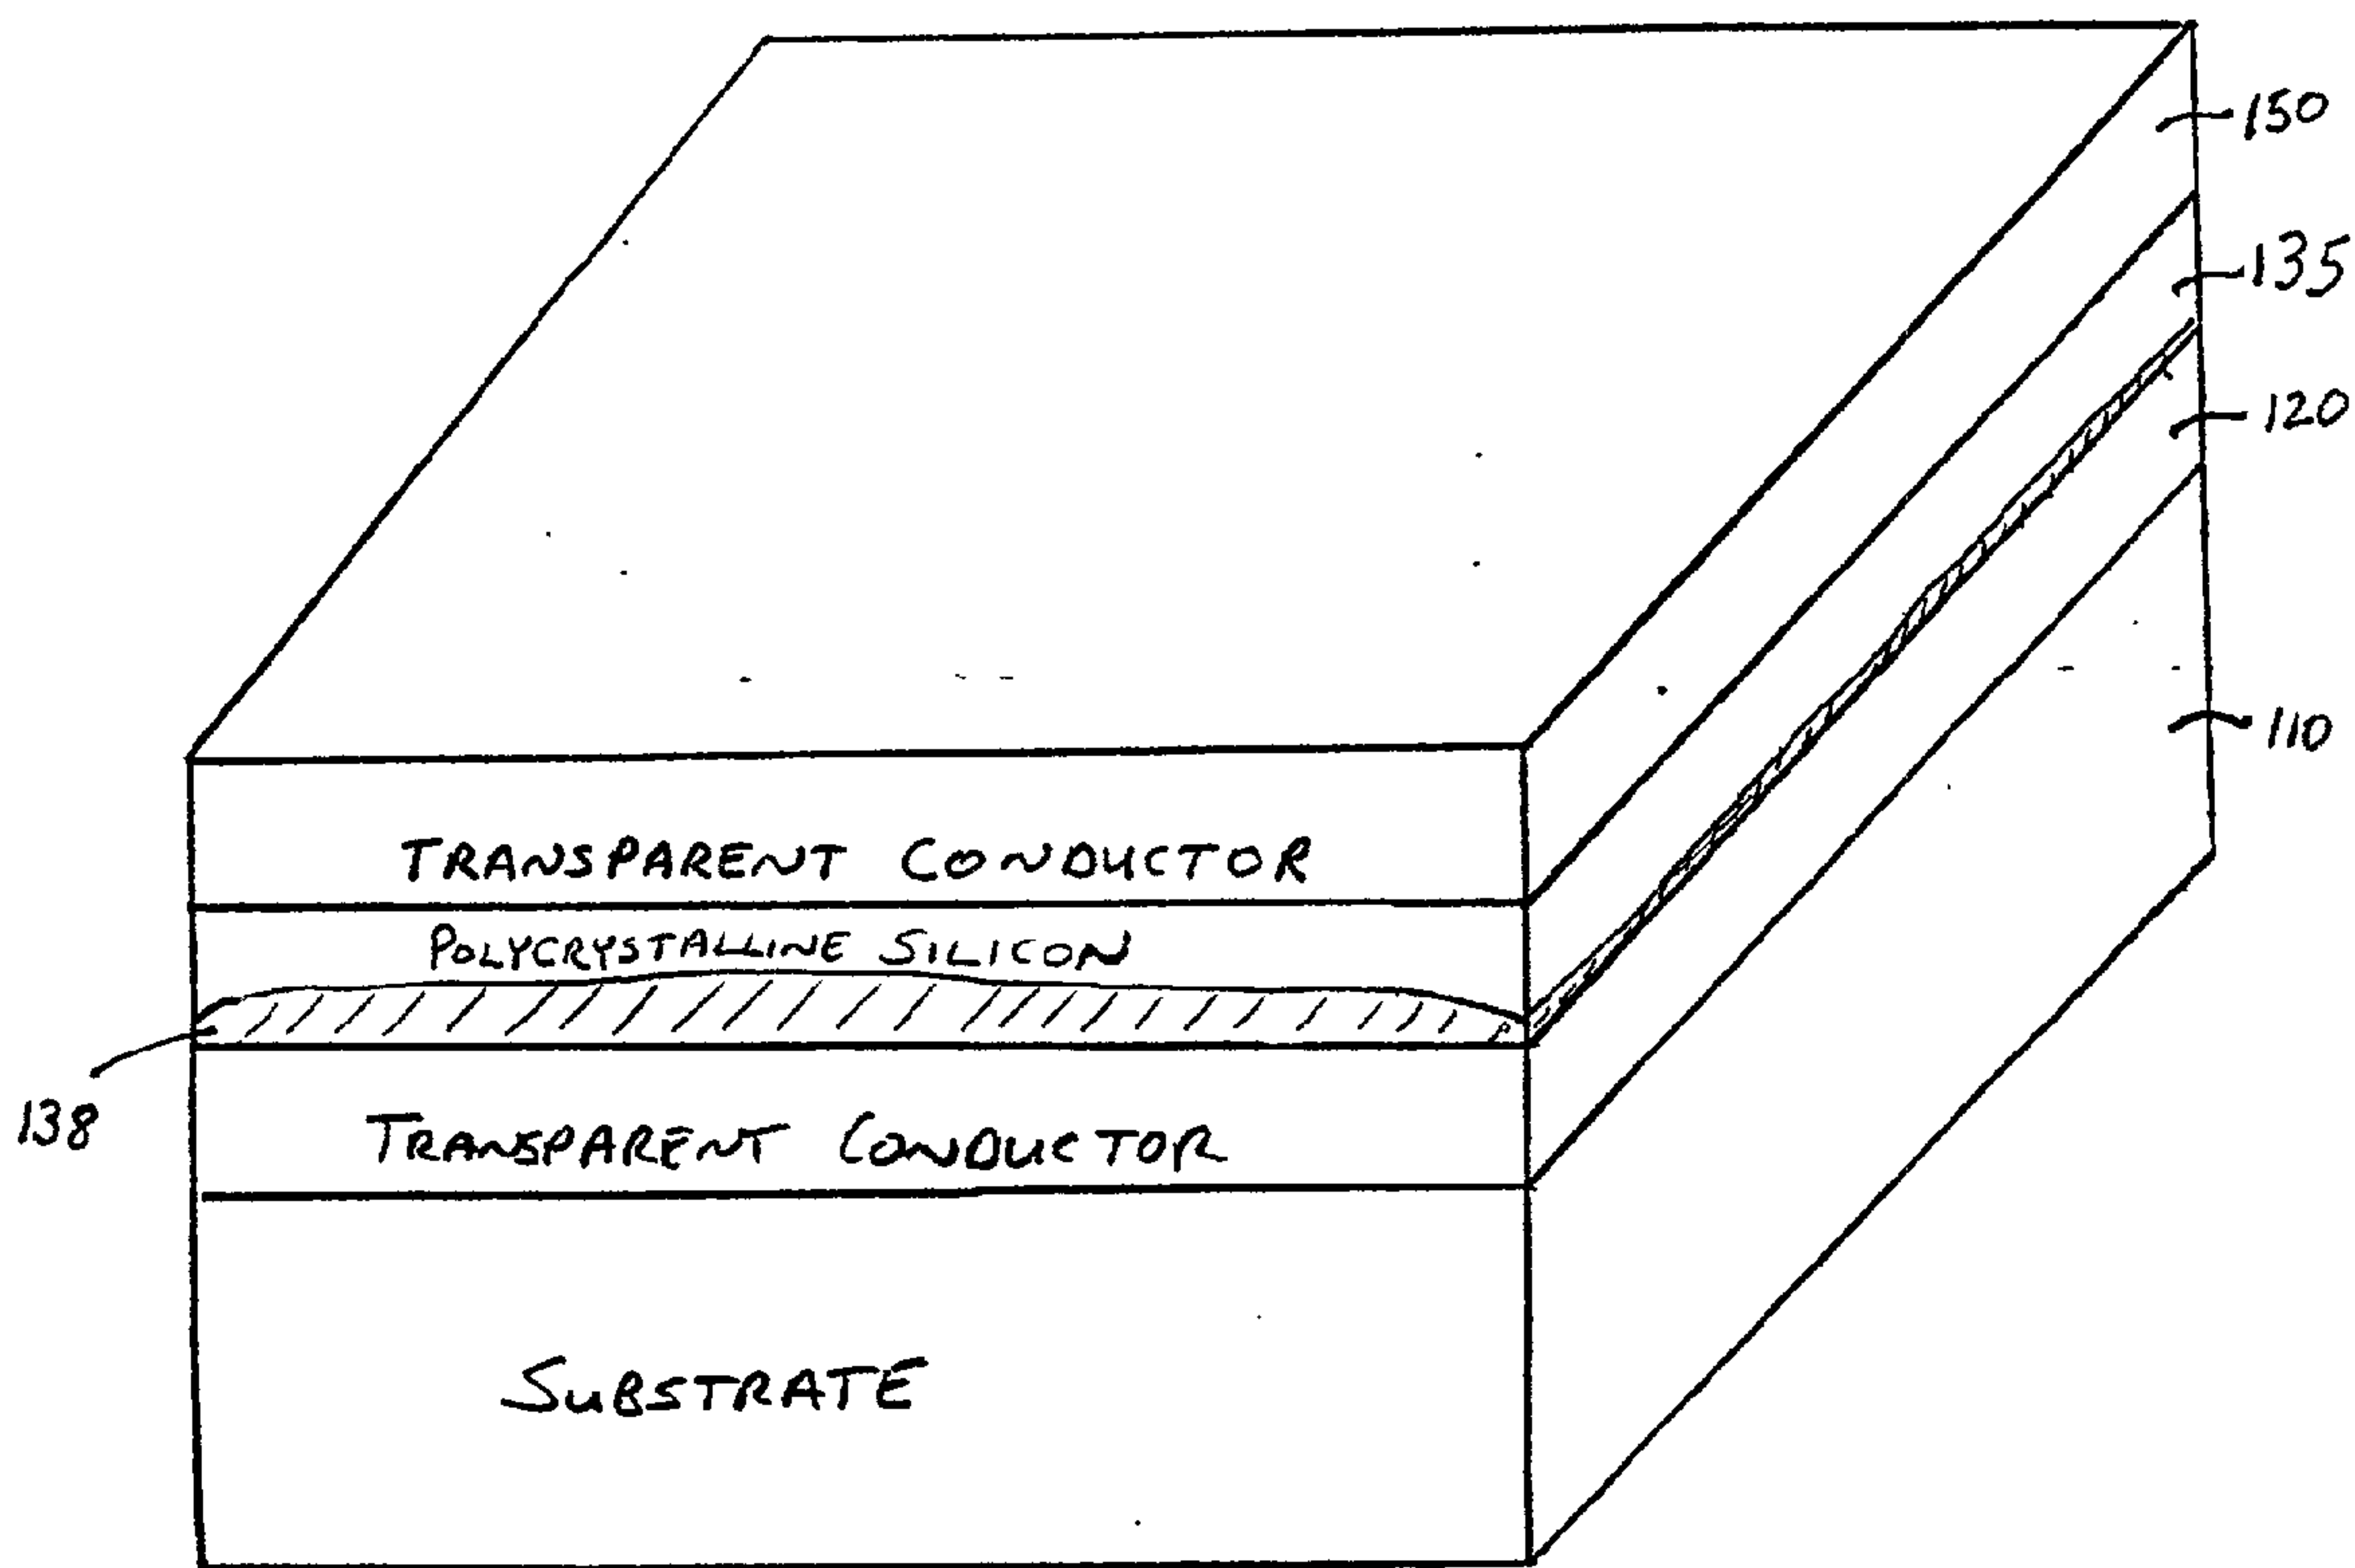 150
135
120
110
TRANSPARENT CONDUCTOR
POLYCRYSTALLINE SILICON
138
TRANSPARENT CONDUCTOR
SUBSTRATE